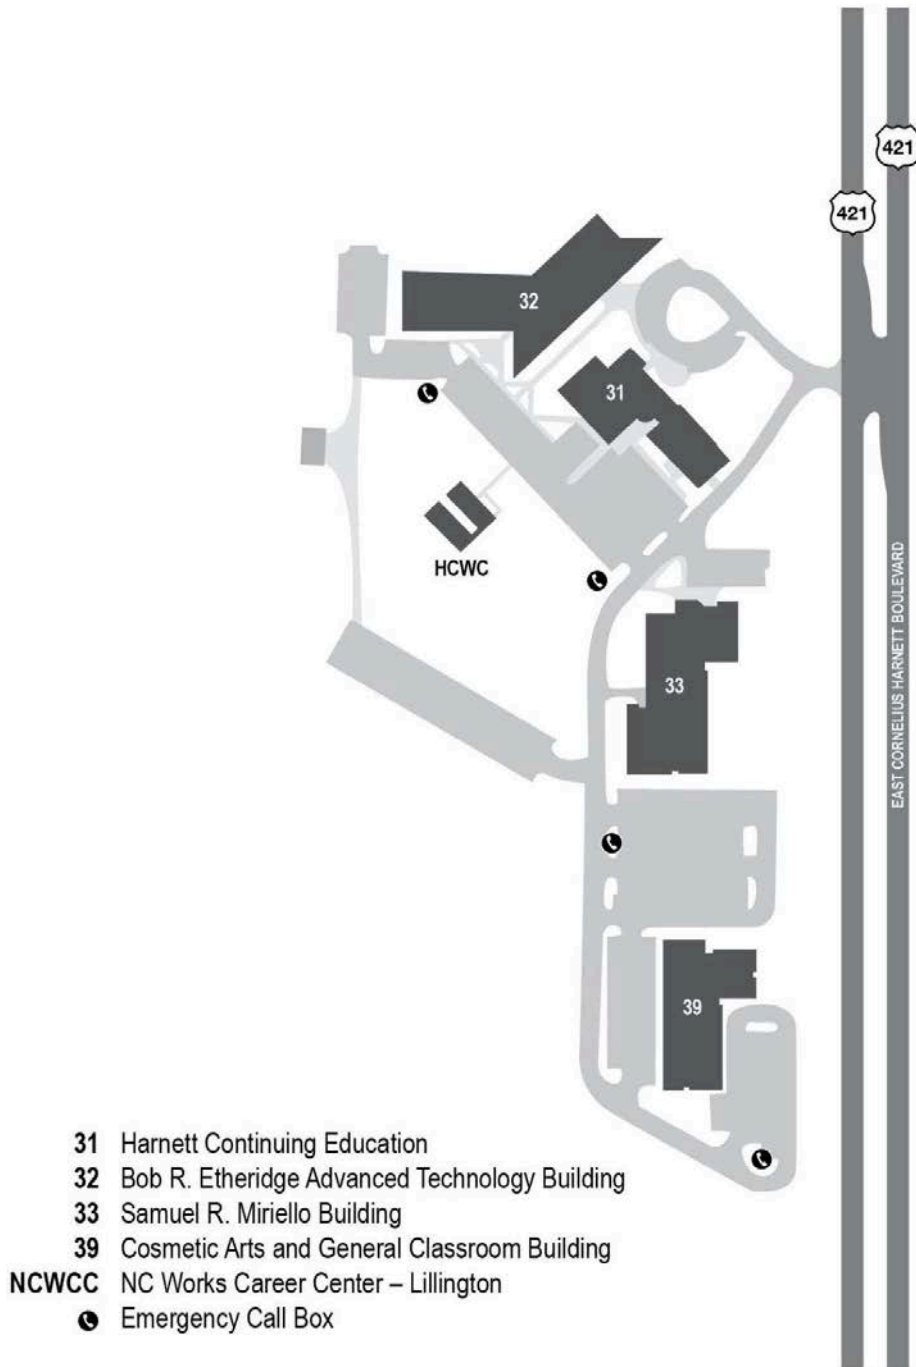 421
421
32
31
HCWC
33
EAST CORNELIUS HARNETT BOULEVARD
39
31 Harnett Continuing Education
32 Bob R. Etheridge Advanced Technology Building
33 Samuel R. Miriello Building
39 Cosmetic Arts and General Classroom Building
NCWCC NC Works Career Center – Lillington
Emergency Call Box